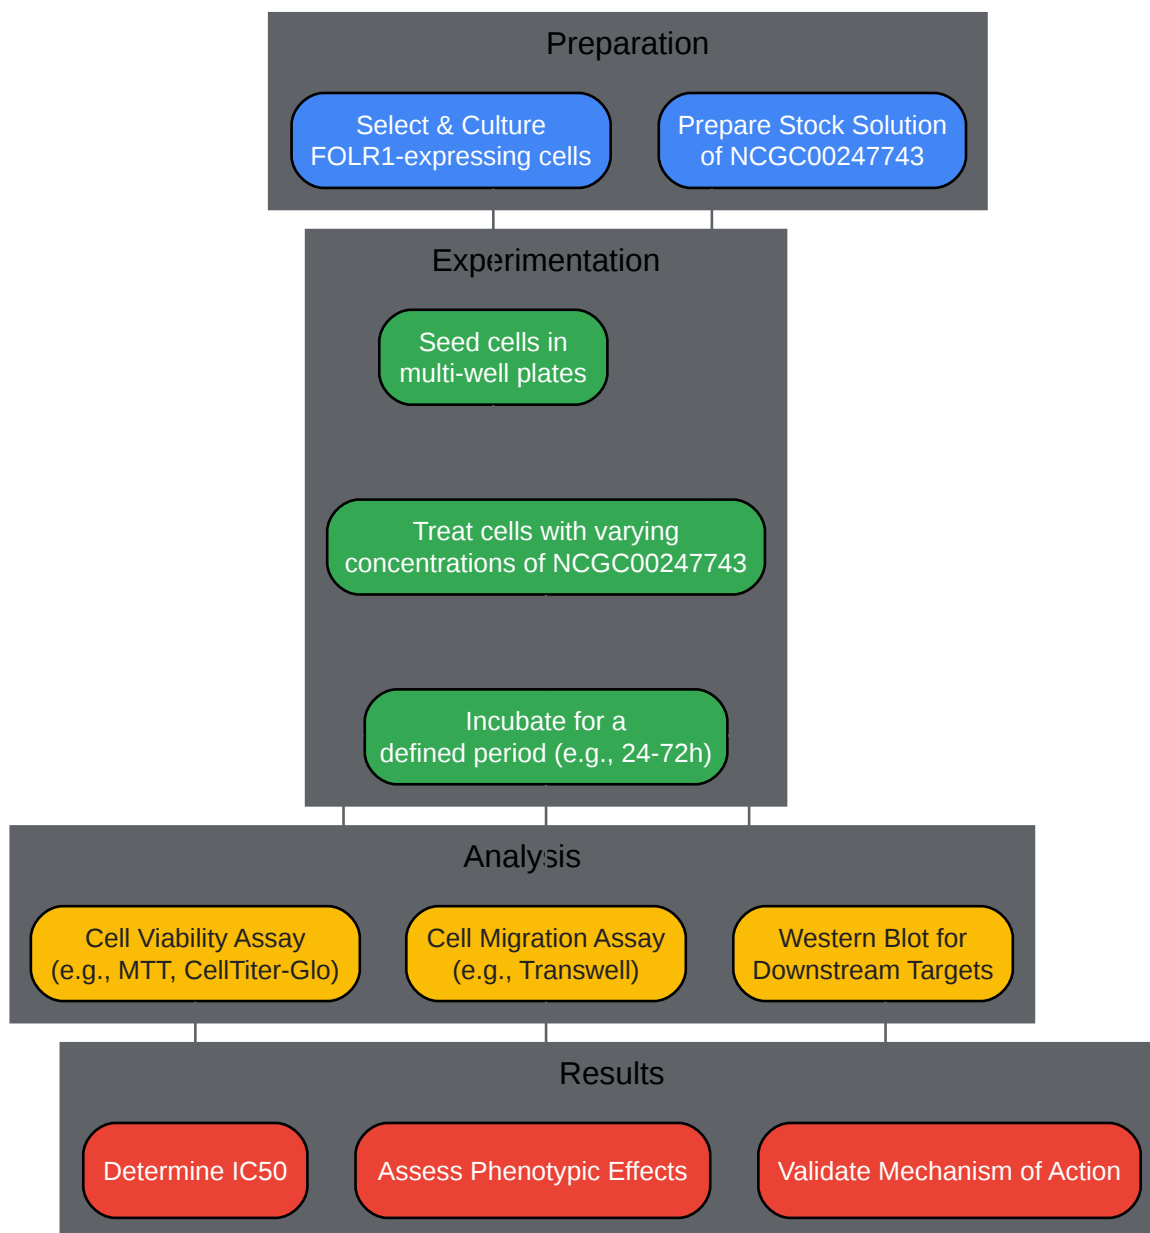 Preparation
Select & Culture
FOLR1-expressing cells
Prepare Stock Solution
of NCGC00247743
Experimentation
Seed cells in
multi-well plates
Treat cells with varying
concentrations of NCGC00247743
Incubate for a
defined period (e.g., 24-72h)
Analysis
Cell Viability Assay
(e.g., MTT, CellTiter-Glo)
Cell Migration Assay
(e.g., Transwell)
Western Blot for
Downstream Targets
Results
Determine IC50
Assess Phenotypic Effects
Validate Mechanism of Action